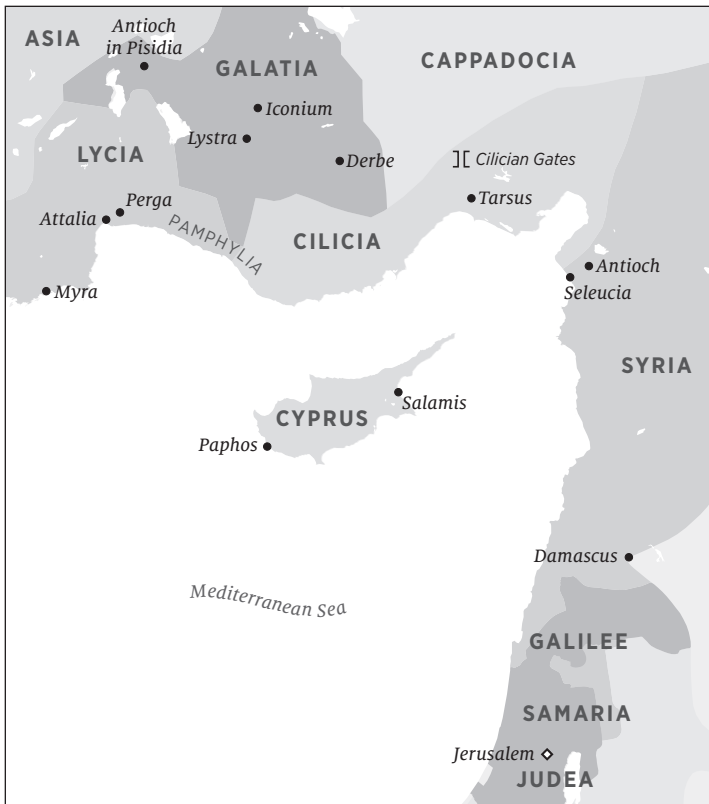 ASIA
Antioch
in Pisidia
GALATIA
CAPPADOCIA
Iconium
Lystra
Derbe
Cilician Gates
LYCIA
Perga
Attalia
PAMPHYLIA
CILICIA
Tarsus
Myra
Antioch
Seleucia
SYRIA
CYPRUS
Salamis
Paphos
Damascus
Mediterranean Sea
GALILEE
SAMARIA
Jerusalem
JUDEA